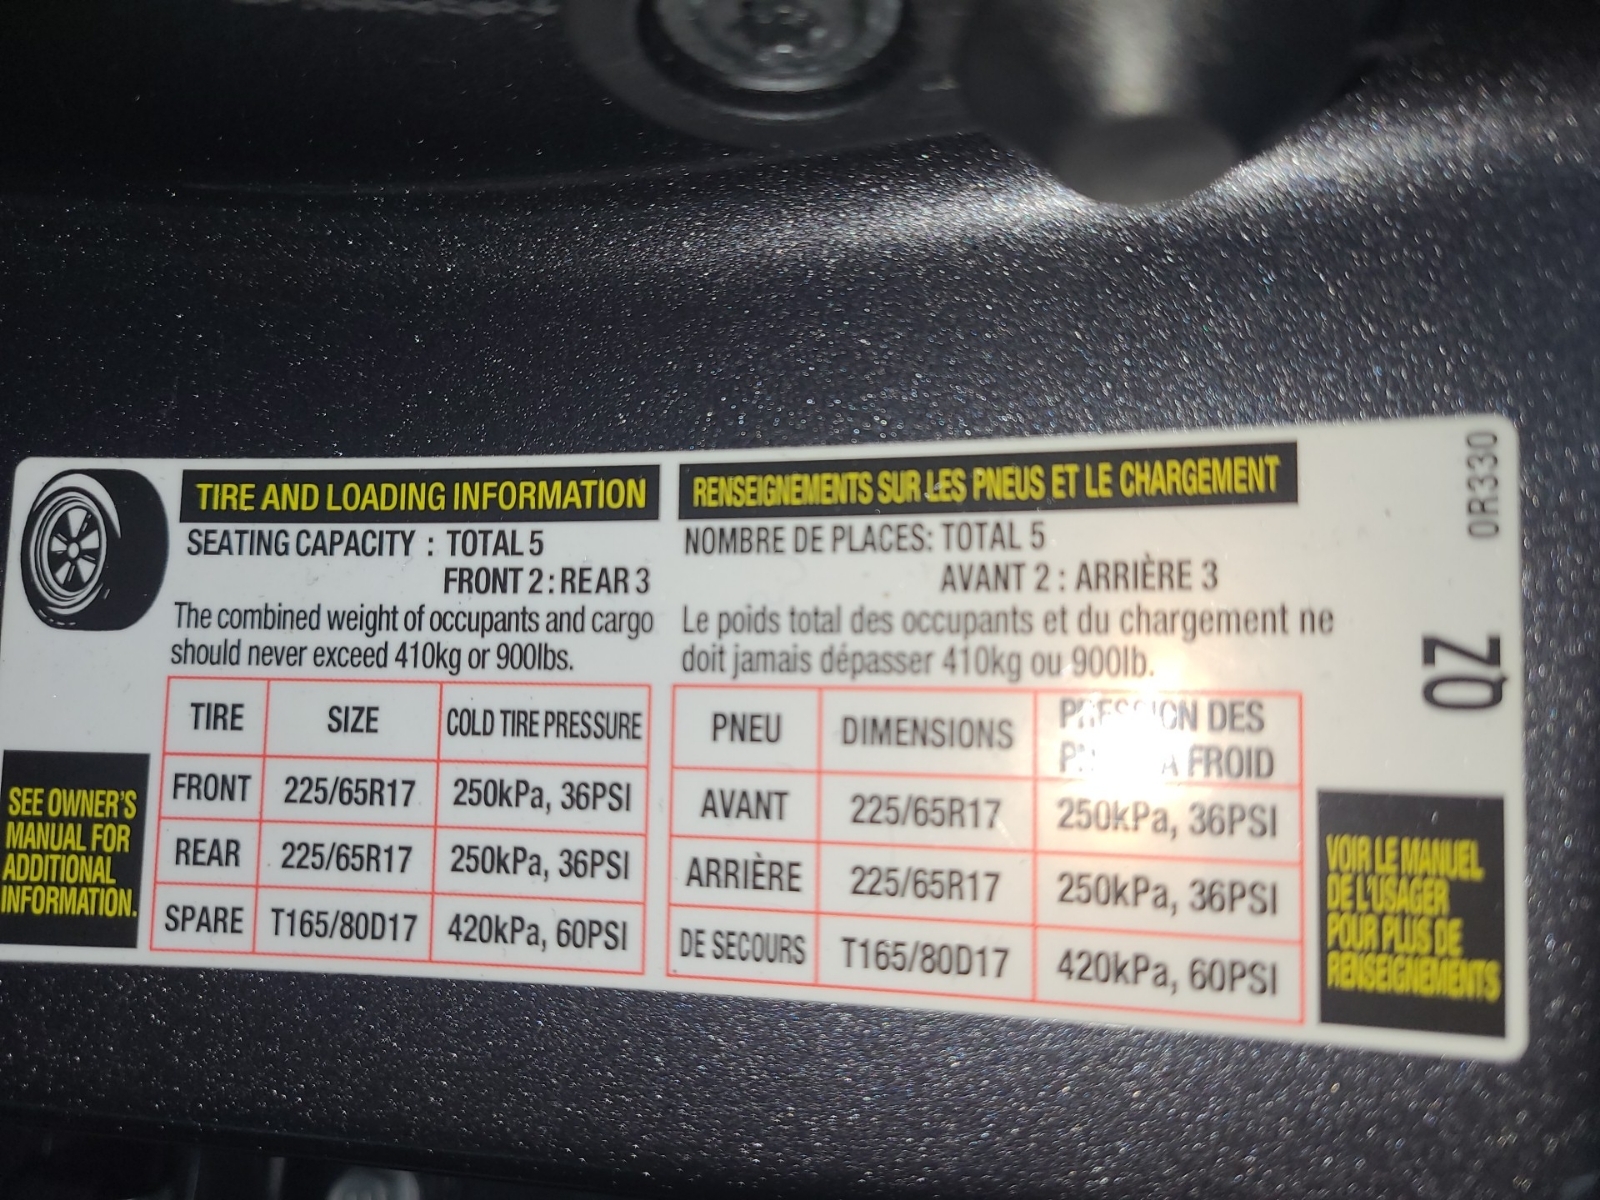 TIRE AND LOADING INFORMATION
SEATING CAPACITY : TOTAL 5
FRONT 2 : REAR 3
The combined weight of occupants and cargo
should never exceed 410kg or 900lbs.
TIRE SIZE COLD TIRE PRESSURE
FRONT 225/65R17 250kPa, 36PSI
REAR 225/65R17 250kPa, 36PSI
SPARE T165/80D17 420kPa, 60PSI
SEE OWNER'S
MANUAL FOR
ADDITIONAL
INFORMATION.
RENSEIGNEMENTS SUR LES PNEUS ET LE CHARGEMENT
NOMBRE DE PLACES: TOTAL 5
AVANT 2 : ARRIÈRE 3
Le poids total des occupants et du chargement ne
doit jamais dépasser 410kg ou 900lb.
PNEU DIMENSIONS PRESSION DES
A FROID
AVANT 225/65R17 250kPa, 36PSI
ARRIÈRE 225/65R17 250kPa, 36PSI
DE SECOURS T165/80D17 420kPa, 60PSI
VOIR LE MANUEL
DE L'USAGER
POUR PLUS DE
RENSEIGNEMENTS
0R330
QZ